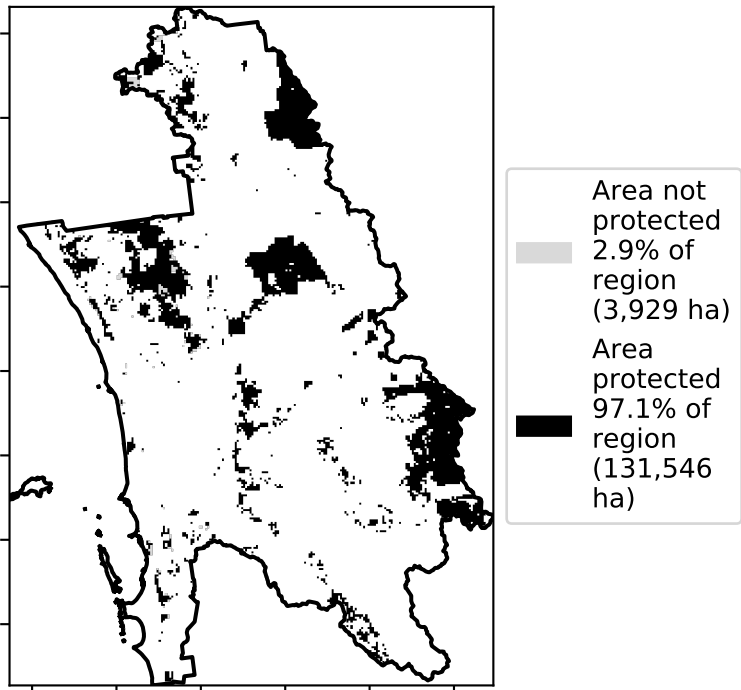 Area not
protected
2.9% of
region
(3,929 ha)
Area
protected
97.1% of
region
(131,546
ha)